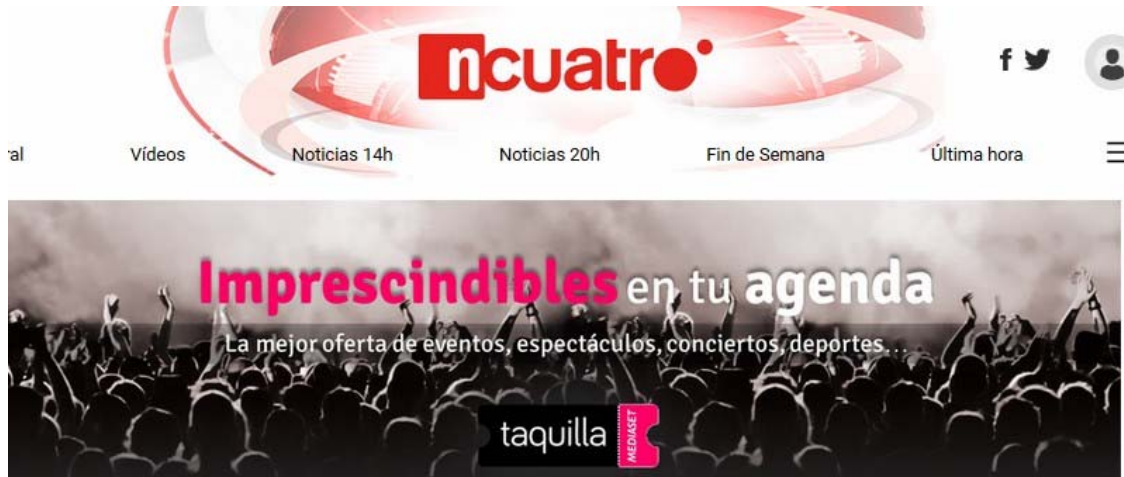 ncuatro
ral
Vídeos
Noticias 14h
Noticias 20h
Fin de Semana
Última hora
Imprescindibles en tu agenda
La mejor oferta de eventos, espectáculos, conciertos, deportes...
taquilla
MEDIASET